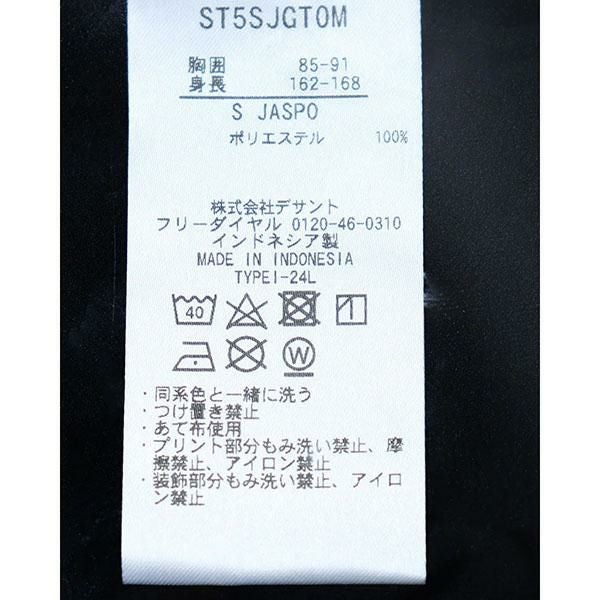 ST5SJGT0M
胸囲 85-91
身長 162-168
S JASPO
ポリエステル 100%
株式会社デサント
フリーダイヤル 0120-46-0310
インドネシア製
MADE IN INDONESIA
TYPEI-24L
40
W
・同系色と一緒に洗う
・つけ置き禁止
・あて布使用
・プリント部分もみ洗い禁止、摩
擦禁止、アイロン禁止
・装飾部分もみ洗い禁止、アイロ
ン禁止